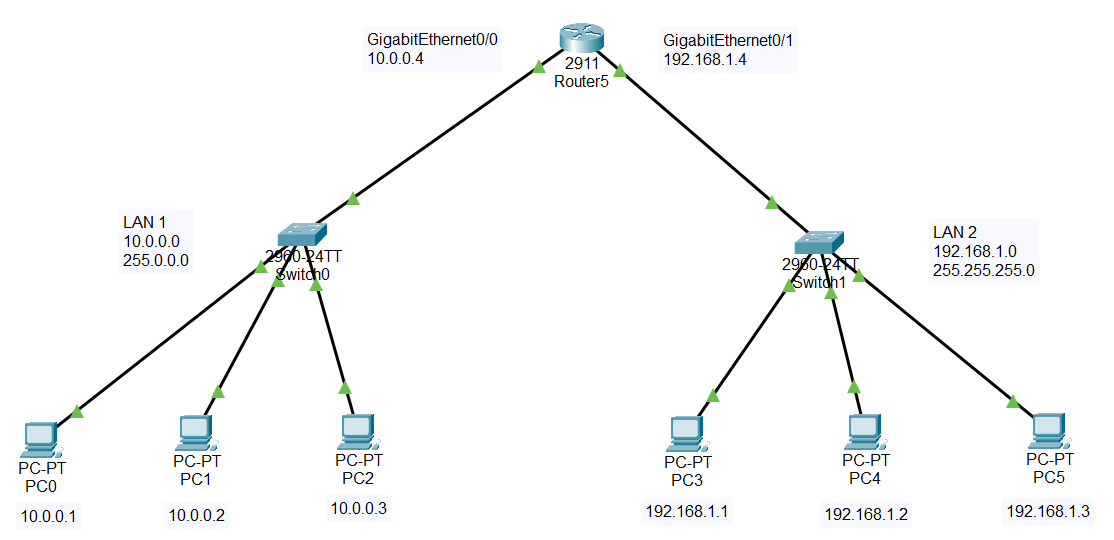 GigabitEthernet0/0
10.0.0.4
2911
Router5
GigabitEthernet0/1
192.168.1.4
LAN 1
10.0.0.0
255.0.0.0
2960-24TT
Switch0
2960-24TT
Switch1
LAN 2
192.168.1.0
255.255.255.0
PC-PT
PC0
10.0.0.1
PC-PT
PC1
10.0.0.2
PC-PT
PC2
10.0.0.3
PC-PT
PC3
192.168.1.1
PC-PT
PC4
192.168.1.2
PC-PT
PC5
192.168.1.3